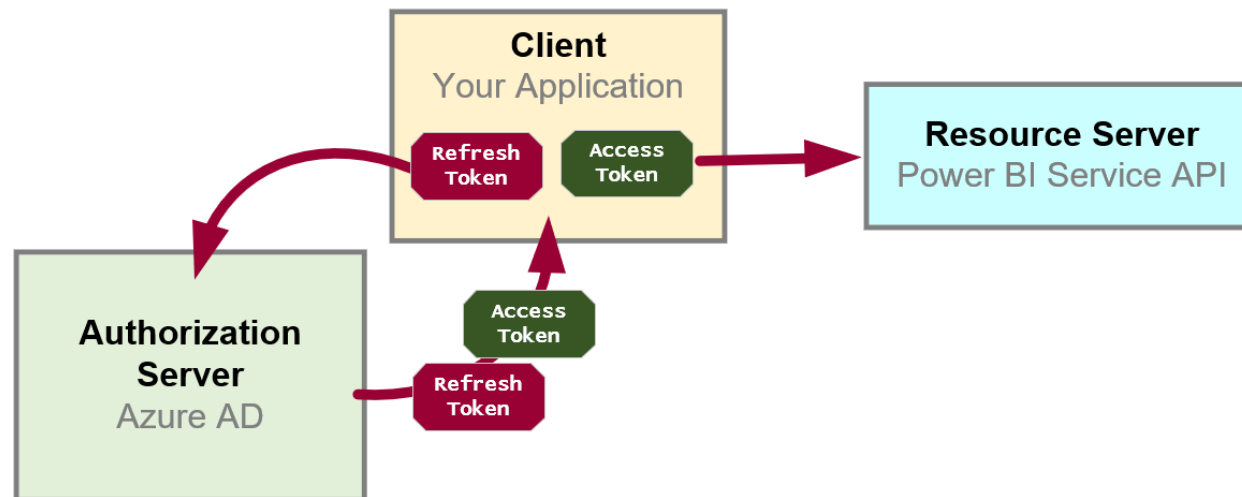 Client
Your Application
Refresh
Token
Access
Token
Resource Server
Power BI Service API
Authorization
Server
Azure AD
Access
Token
Refresh
Token